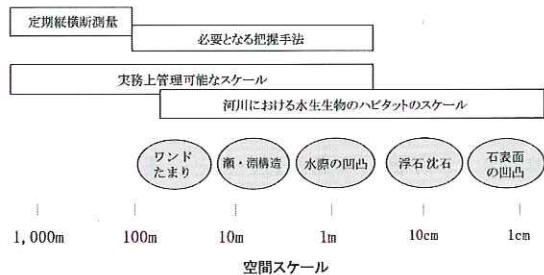 定期縦横断測量
必要となる把握手法
実務上管理可能なスケール
河川における水生生物のハビタットのスケール
ワンド
たまり
瀬・淵構造
水際の凹凸
浮石 沈石
石表面
の凹凸
1,000m
100m
10m
1m
10cm
1cm
空間スケール